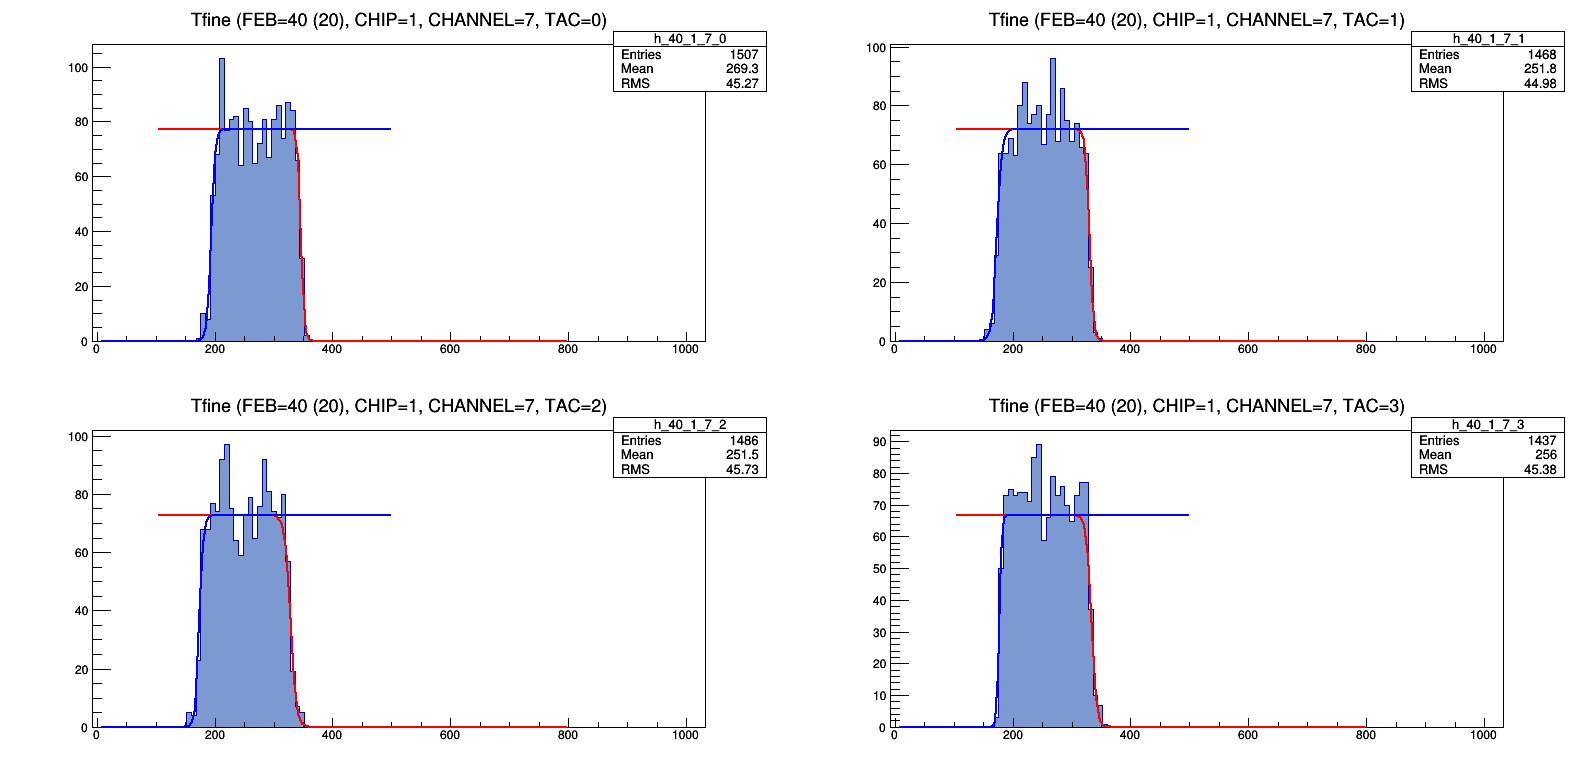 Tfine (FEB=40 (20), CHIP=1, CHANNEL=7, TAC=0)
h_40_1_7_0
Entries 1507
Mean 269.3
RMS 45.27
100
80
60
40
20
0
0 200 400 600 800 1000
Tfine (FEB=40 (20), CHIP=1, CHANNEL=7, TAC=1)
h_40_1_7_1
Entries 1468
Mean 251.8
RMS 44.98
100
80
60
40
20
0
0 200 400 600 800 1000
Tfine (FEB=40 (20), CHIP=1, CHANNEL=7, TAC=2)
h_40_1_7_2
Entries 1486
Mean 251.5
RMS 45.73
100
80
60
40
20
0
0 200 400 600 800 1000
Tfine (FEB=40 (20), CHIP=1, CHANNEL=7, TAC=3)
h_40_1_7_3
Entries 1437
Mean 256
RMS 45.38
90
80
70
60
50
40
30
20
10
0
0 200 400 600 800 1000